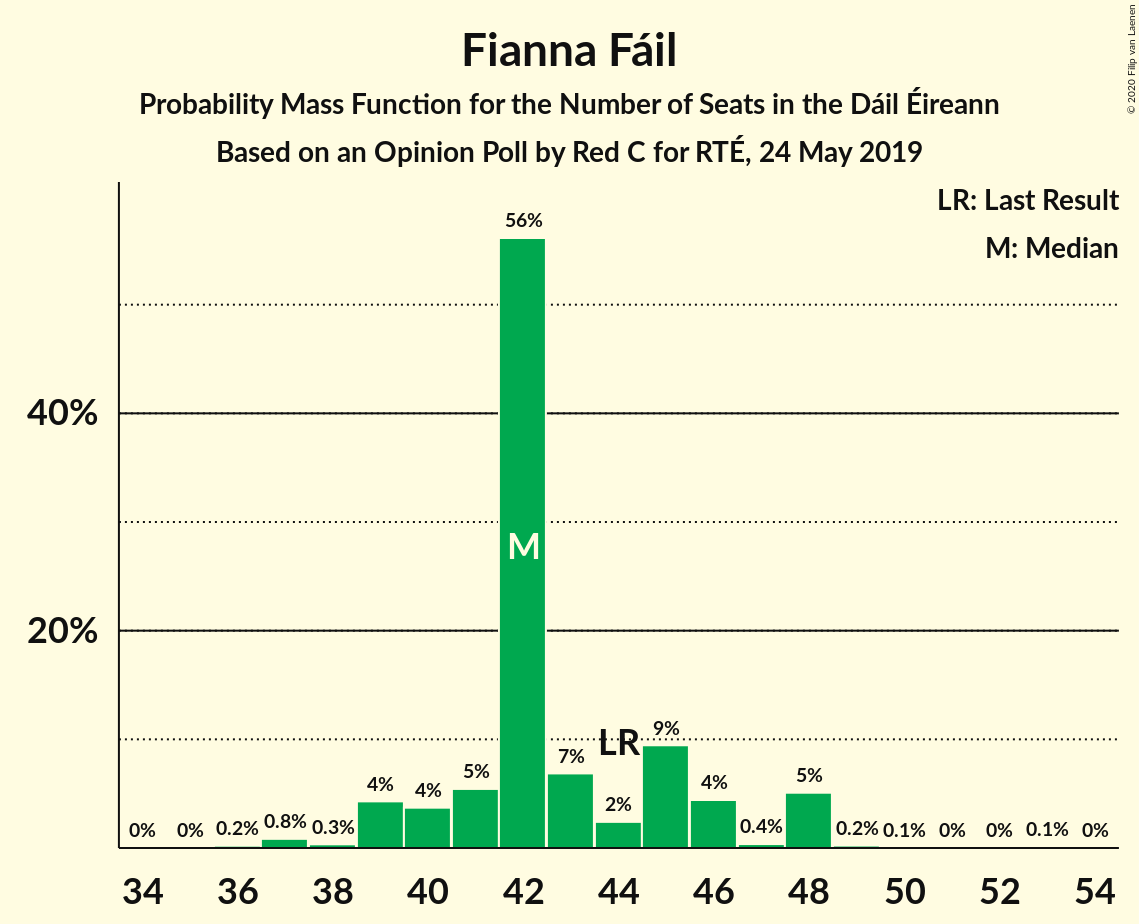 Fianna Fáil
Probability Mass Function for the Number of Seats in the Dáil Éireann
Based on an Opinion Poll by Red C for RTÉ, 24 May 2019
© 2020 Filip van Laenen
LR: Last Result
M: Median
40%
20%
0% 0% 0.2% 0.8% 0.3% 4% 4% 5% 56% 7% 2% 9% 4% 0.4% 5% 0.2% 0.1% 0% 0% 0.1% 0%
M
LR
34 36 38 40 42 44 46 48 50 52 54